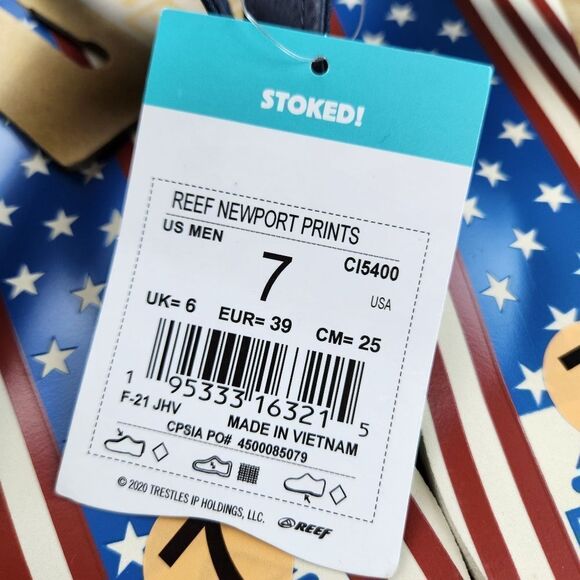 STOKED!
REEF NEWPORT PRINTS
US MEN 7 CI5400
USA
UK= 6 EUR= 39 CM= 25
1 95333 16321 5
F-21 JHV MADE IN VIETNAM
CPSIA PO# 4500085079
© 2020 TRESTLES IP HOLDINGS, LLC. REEF